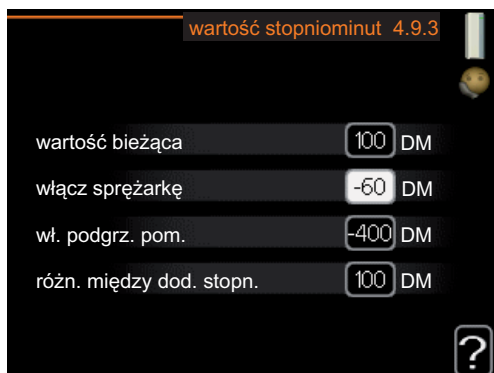 wartość stopniominut 4.9.3
wartość bieżąca 100 DM
włącz sprężarkę -60 DM
wł. podgrz. pom. -400 DM
różn. między dod. stopn. 100 DM
?